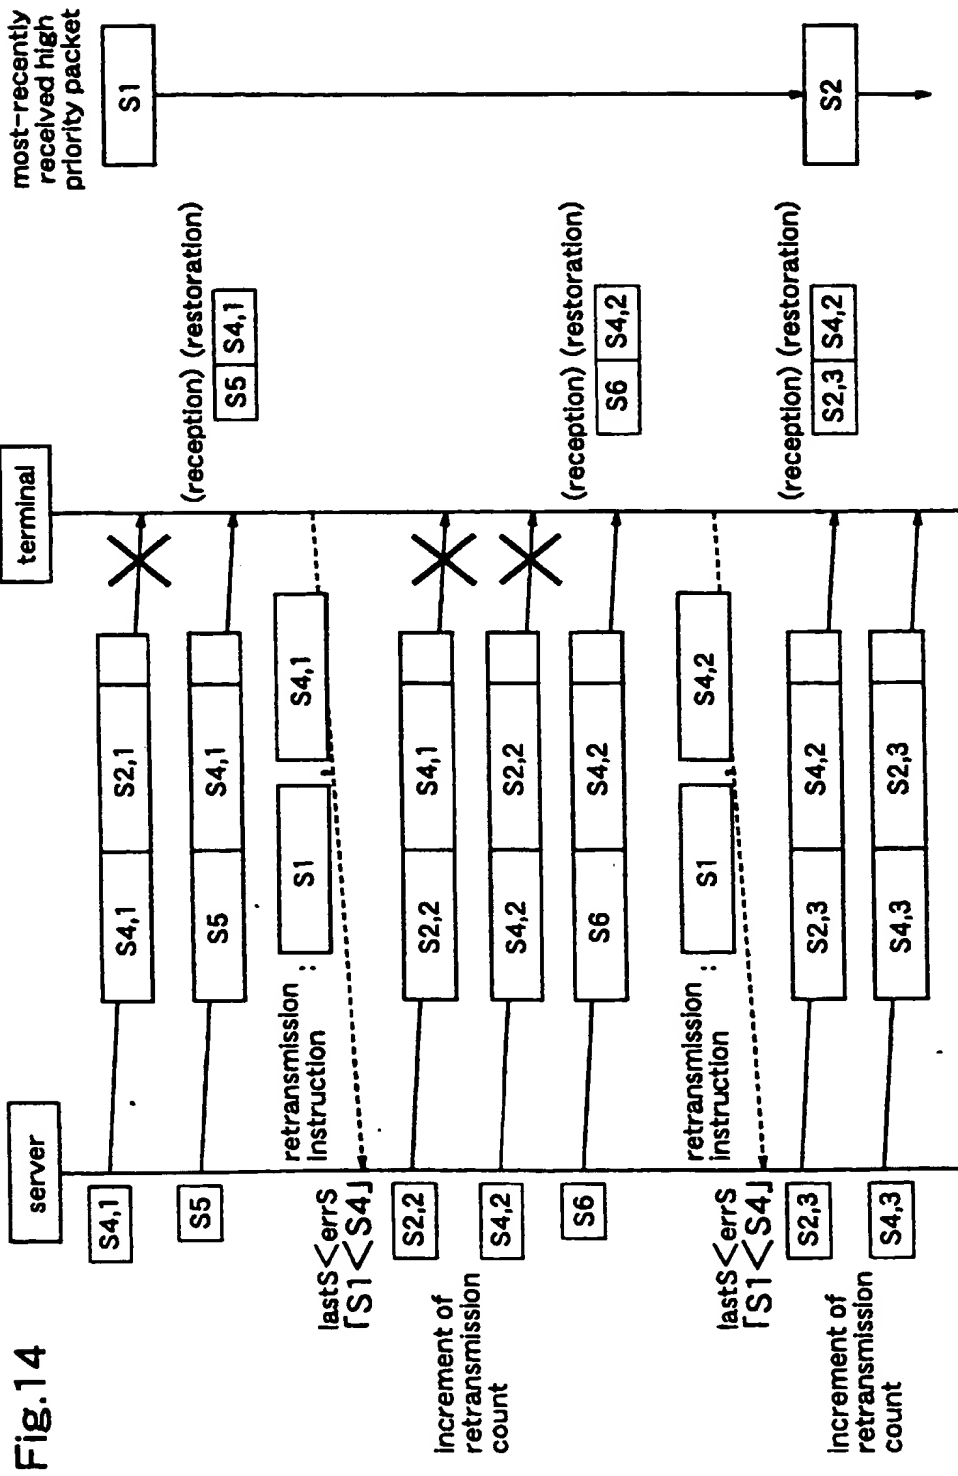 Fig.14
server
terminal
most-recently
received high
priority packet
S1
S4,1
S4,1
S2,1
(reception) (restoration)
S5
S4,1
S5
S5
S4,1
retransmission
instruction
:
S1
S4,1
lastS<errS
「S1<S4」
S2,2
S2,2
S4,1
increment of
retransmission
count
S4,2
S4,2
S2,2
(reception) (restoration)
S6
S4,2
S6
S6
S4,2
retransmission
instruction
:
S1
S4,2
lastS<errS
「S1<S4」
(reception) (restoration)
S2,3
S4,2
S2
S2,3
S2,3
S4,2
increment of
retransmission
count
S4,3
S4,3
S2,3